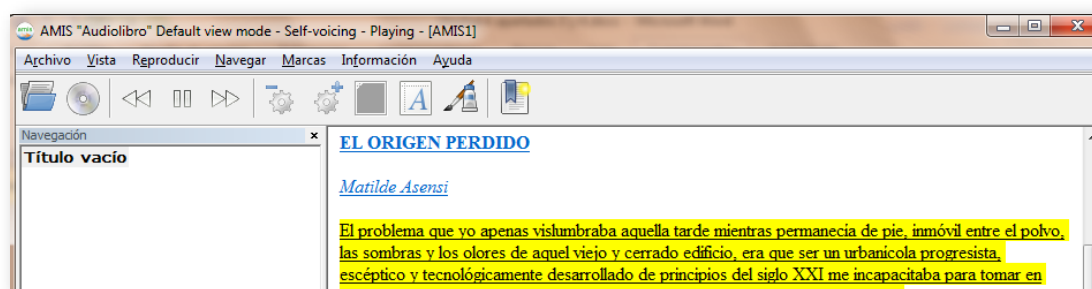 AMIS "Audiolibro" Default view mode - Self-voicing - Playing - [AMIS1]
Archivo Vista Reproducir Navegar Marcas Información Ayuda
A
Navegación
Título vacío
EL ORIGEN PERDIDO
Matilde Asensi
El problema que yo apenas vislumbraba aquella tarde mientras permanecía de pie, inmóvil entre el polvo,
las sombras y los olores de aquel viejo y cerrado edificio, era que ser un urbanícola progresista,
escéptico y tecnológicamente desarrollado de principios del siglo XXI me incapacitaba para tomar en